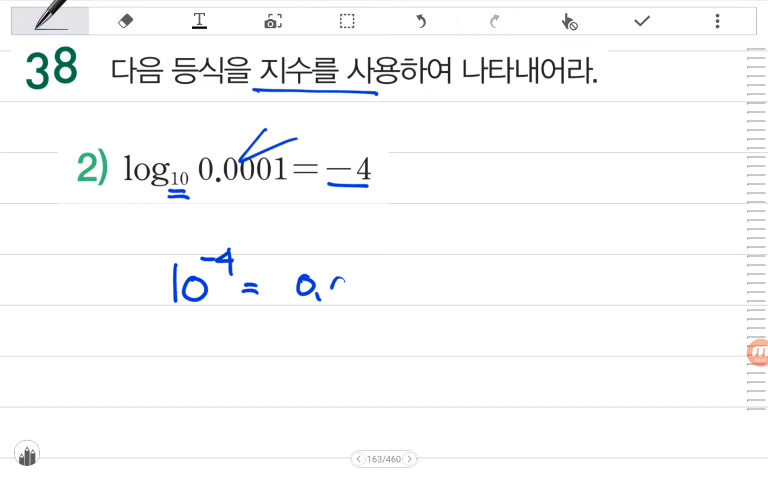 T
38 다음 등식을 지수를 사용하여 나타내어라.
2) log₁₀ 0.0001 = −4
10⁻⁴ = 0.0
163/460